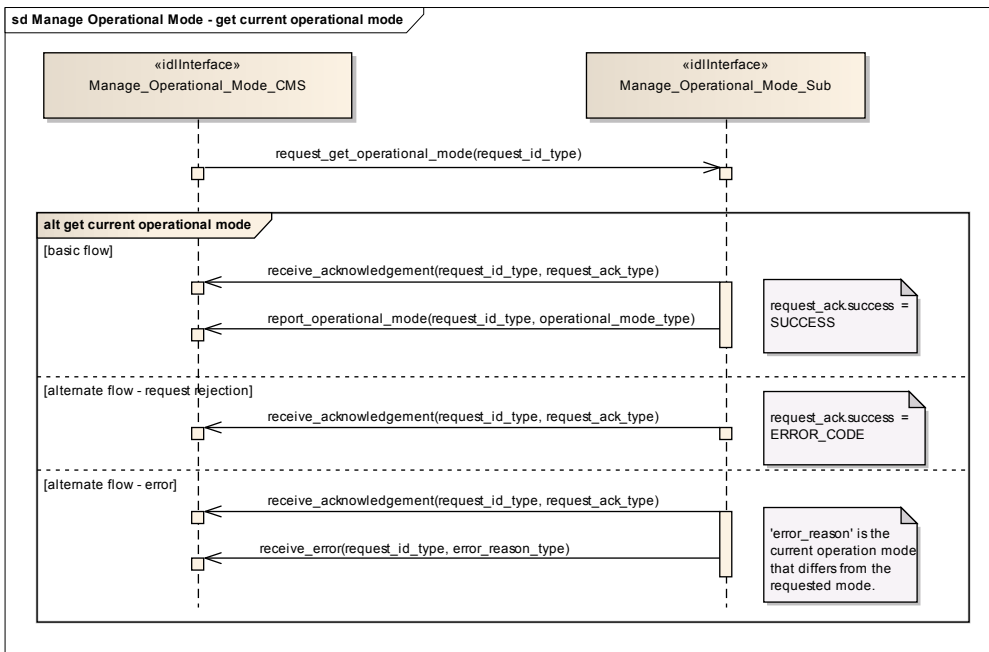 sd Manage Operational Mode - get current operational mode
«idlInterface»
Manage_Operational_Mode_CMS
«idlInterface»
Manage_Operational_Mode_Sub
request_get_operational_mode(request_id_type)
alt get current operational mode
[basic flow]
receive_acknowledgement(request_id_type, request_ack_type)
request_ack.success =
SUCCESS
report_operational_mode(request_id_type, operational_mode_type)
[alternate flow - request rejection]
receive_acknowledgement(request_id_type, request_ack_type)
request_ack.success =
ERROR_CODE
[alternate flow - error]
receive_acknowledgement(request_id_type, request_ack_type)
receive_error(request_id_type, error_reason_type)
'error_reason' is the
current operation mode
that differs from the
requested mode.